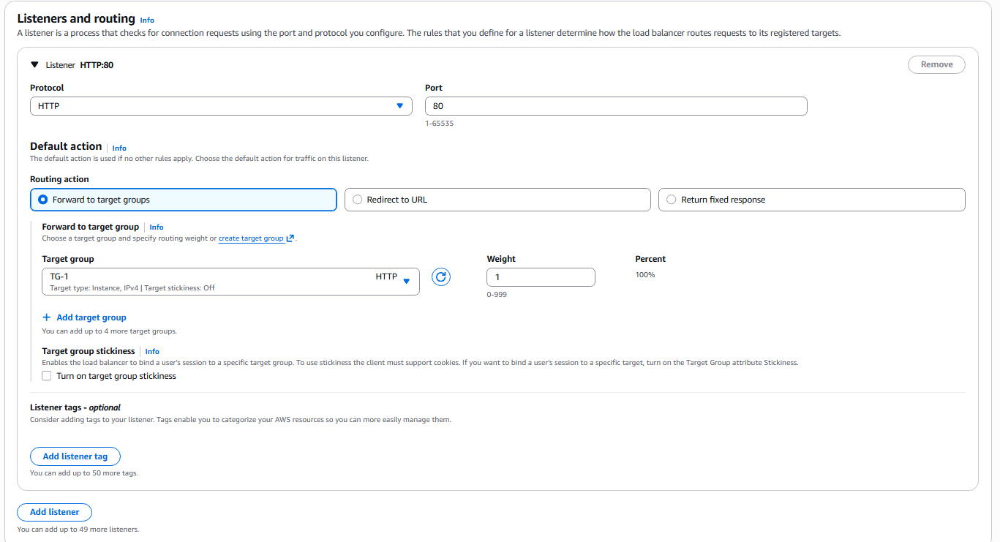 Listeners and routing Info
A listener is a process that checks for connection requests using the port and protocol you configure. The rules that you define for a listener determine how the load balancer routes requests to its registered targets.
Listener HTTP:80
Remove
Protocol
HTTP
Port
80
1-65535
Default action Info
The default action is used if no other rules apply. Choose the default action for traffic on this listener.
Routing action
Forward to target groups
Redirect to URL
Return fixed response
Forward to target group Info
Choose a target group and specify routing weight or create target group.
Target group
TG-1 HTTP
Target type: Instance, IPv4 | Target stickiness: Off
Weight
1
0-999
Percent
100%
+ Add target group
You can add up to 4 more target groups.
Target group stickiness Info
Enables the load balancer to bind a user's session to a specific target group. To use stickiness the client must support cookies. If you want to bind a user's session to a specific target, turn on the Target Group attribute Stickiness.
Turn on target group stickiness
Listener tags - optional
Consider adding tags to your listener. Tags enable you to categorize your AWS resources so you can more easily manage them.
Add listener tag
You can add up to 50 more tags.
Add listener
You can add up to 49 more listeners.